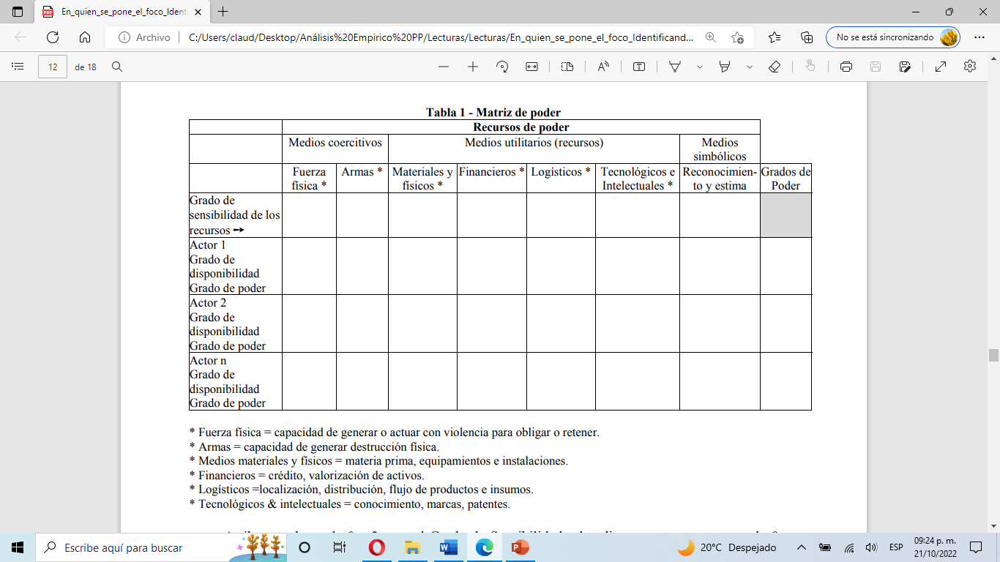 En_quien_se_pone_el_foco_Identi
Archivo
C:/Users/claud/Desktop/Análisis%20Empirico%20PP/Lecturas/Lecturas/En_quien_se_pone_el_foco_Identificand...
No se está sincronizando
12
de 18
Tabla 1 - Matriz de poder
Recursos de poder
Medios coercitivos
Medios utilitarios (recursos)
Medios
simbólicos
Fuerza
física *
Armas *
Materiales y
físicos *
Financieros *
Logísticos *
Tecnológicos e
Intelectuales *
Reconocimien-
to y estima
Grados de
Poder
Grado de
sensibilidad de los
recursos ➙
Actor 1
Grado de
disponibilidad
Grado de poder
Actor 2
Grado de
disponibilidad
Grado de poder
Actor n
Grado de
disponibilidad
Grado de poder
* Fuerza física = capacidad de generar o actuar con violencia para obligar o retener.
* Armas = capacidad de generar destrucción física.
* Medios materiales y físicos = materia prima, equipamientos e instalaciones.
* Financieros = crédito, valorización de activos.
* Logísticos =localización, distribución, flujo de productos e insumos.
* Tecnológicos & intelectuales = conocimiento, marcas, patentes.
Escribe aquí para buscar
20°C Despejado
ESP
09:24 p. m.
21/10/2022